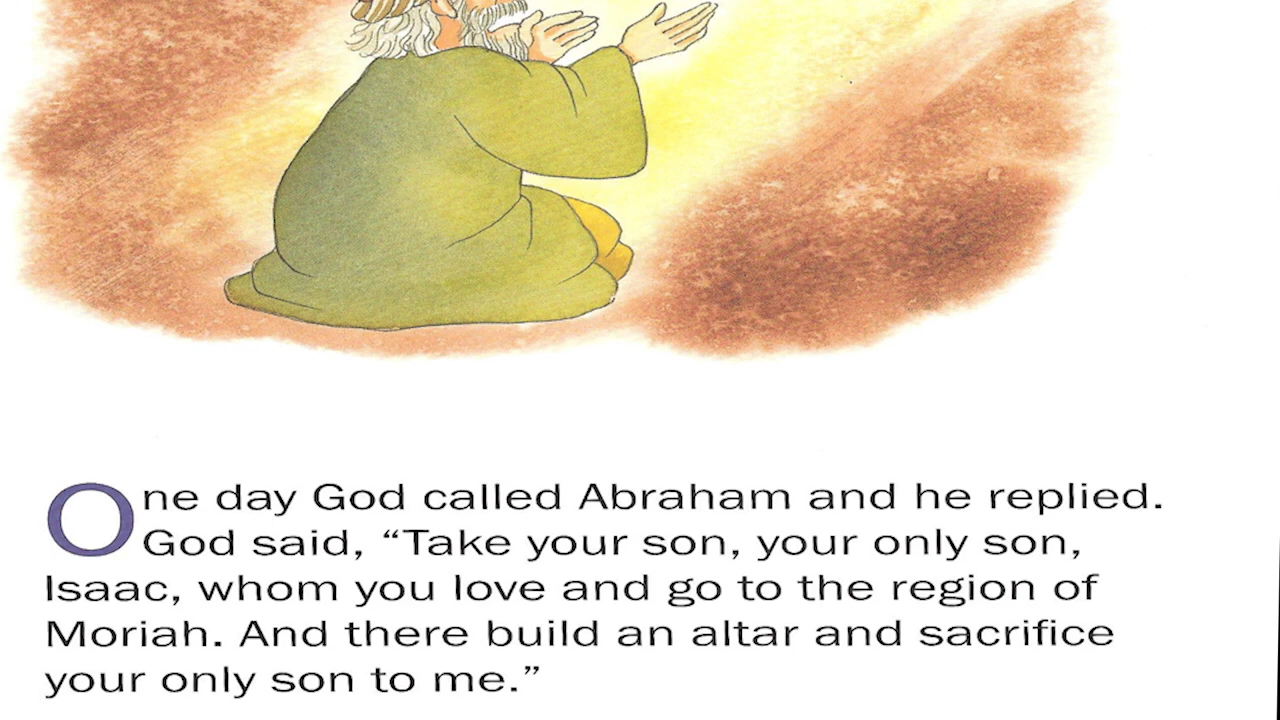 One day God called Abraham and he replied.
God said, “Take your son, your only son,
Isaac, whom you love and go to the region of
Moriah. And there build an altar and sacrifice
your only son to me.”